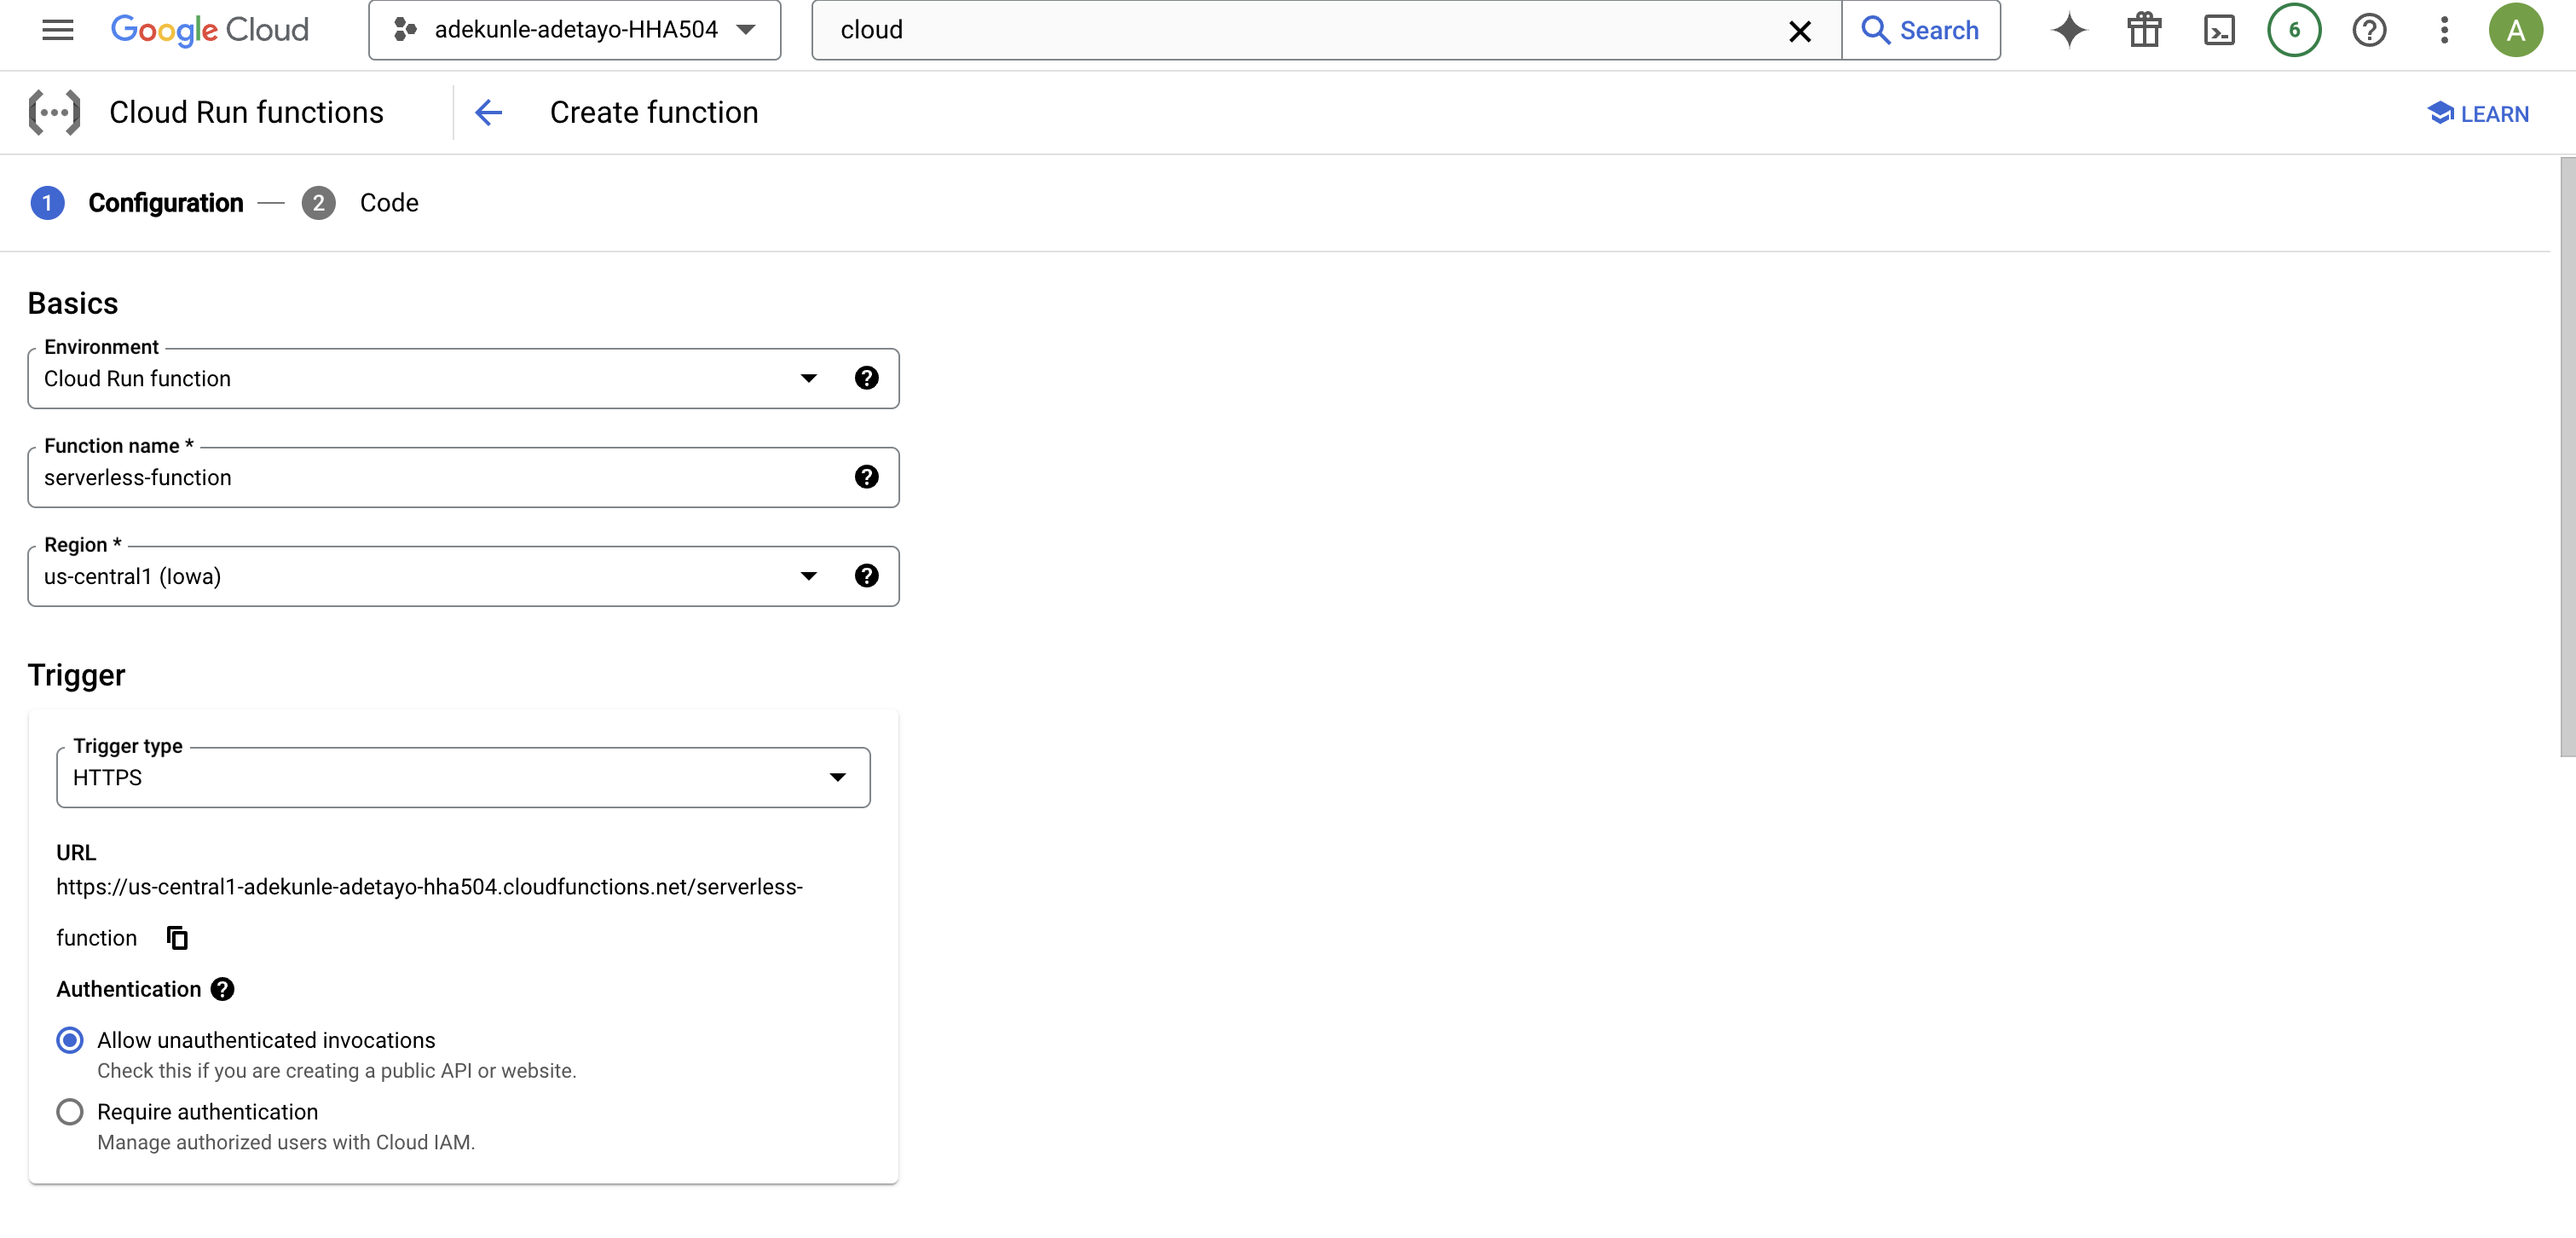 Google Cloud
adekunle-adetayo-HHA504
cloud
Search
6
A
Cloud Run functions
Create function
LEARN
1 Configuration
2 Code
Basics
Environment
Cloud Run function
Function name *
serverless-function
Region *
us-central1 (Iowa)
Trigger
Trigger type
HTTPS
URL
https://us-central1-adekunle-adetayo-hha504.cloudfunctions.net/serverless-
function
Authentication
Allow unauthenticated invocations
Check this if you are creating a public API or website.
Require authentication
Manage authorized users with Cloud IAM.